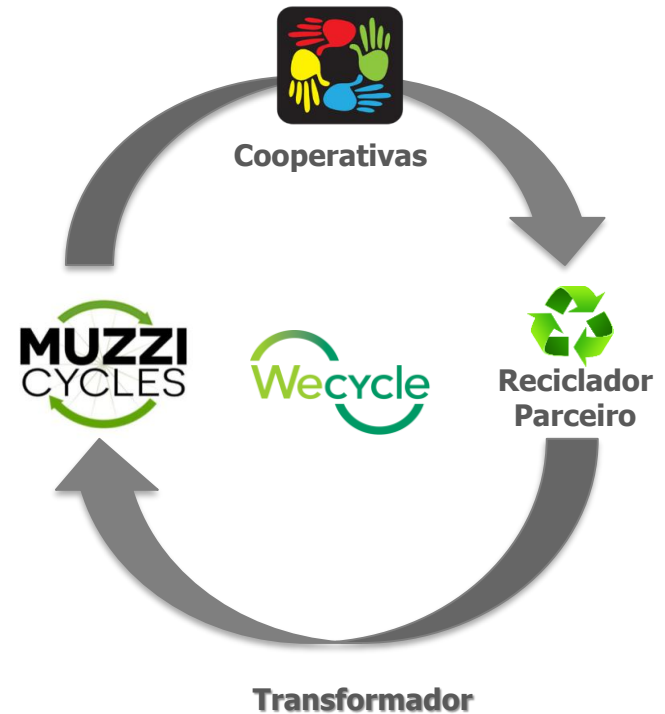 Cooperativas
MUZZI
CYCLES
Wecycle
Reciclador
Parceiro
Transformador